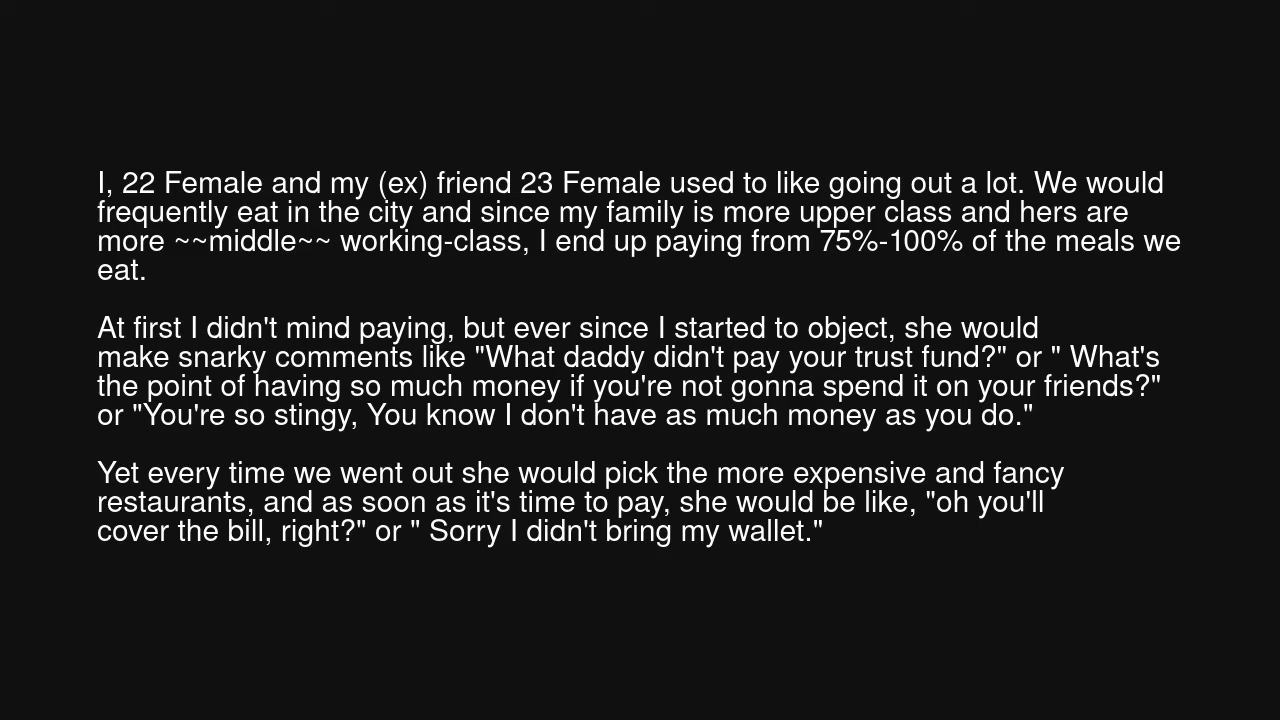 I, 22 Female and my (ex) friend 23 Female used to like going out a lot. We would
frequently eat in the city and since my family is more upper class and hers are
more ~~middle~~ working-class, I end up paying from 75%-100% of the meals we
eat.
At first I didn't mind paying, but ever since I started to object, she would
make snarky comments like "What daddy didn't pay your trust fund?" or " What's
the point of having so much money if you're not gonna spend it on your friends?"
or "You're so stingy, You know I don't have as much money as you do."
Yet every time we went out she would pick the more expensive and fancy
restaurants, and as soon as it's time to pay, she would be like, "oh you'll
cover the bill, right?" or " Sorry I didn't bring my wallet."